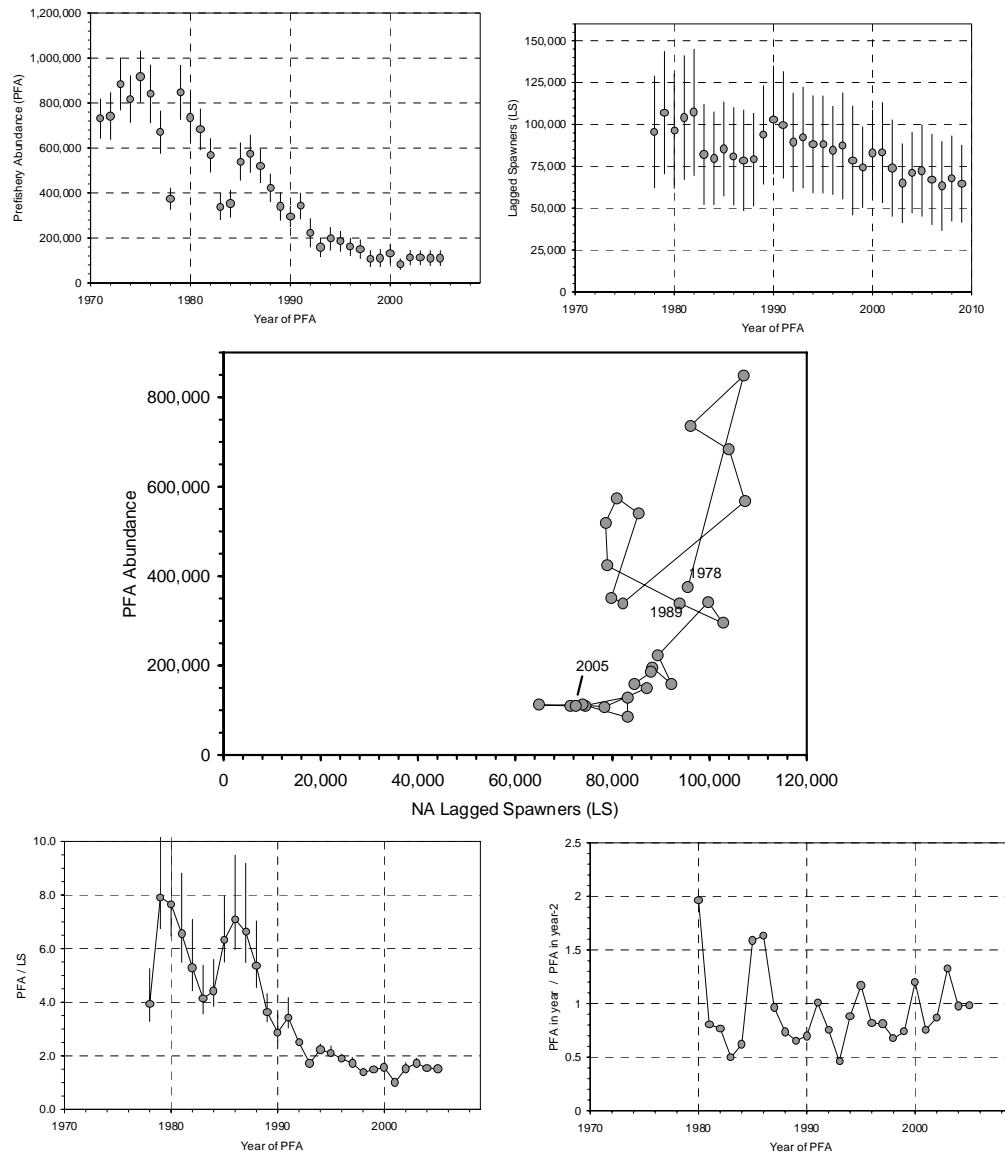 1,200,000
1,000,000
800,000
600,000
400,000
200,000
0
Prefishery Abundance (PFA)
1970 1980 1990 2000
Year of PFA
150,000
125,000
100,000
75,000
50,000
25,000
0
Lagged Spawners (LS)
1970 1980 1990 2000 2010
Year of PFA
800,000
600,000
400,000
200,000
0
PFA Abundance
1978
1989
2005
0 20,000 40,000 60,000 80,000 100,000 120,000
NA Lagged Spawners (LS)
10.0
8.0
6.0
4.0
2.0
0.0
PFA / LS
1970 1980 1990 2000
Year of PFA
2.5
2
1.5
1
0.5
0
PFA in year / PFA in year-2
1970 1980 1990 2000
Year of PFA